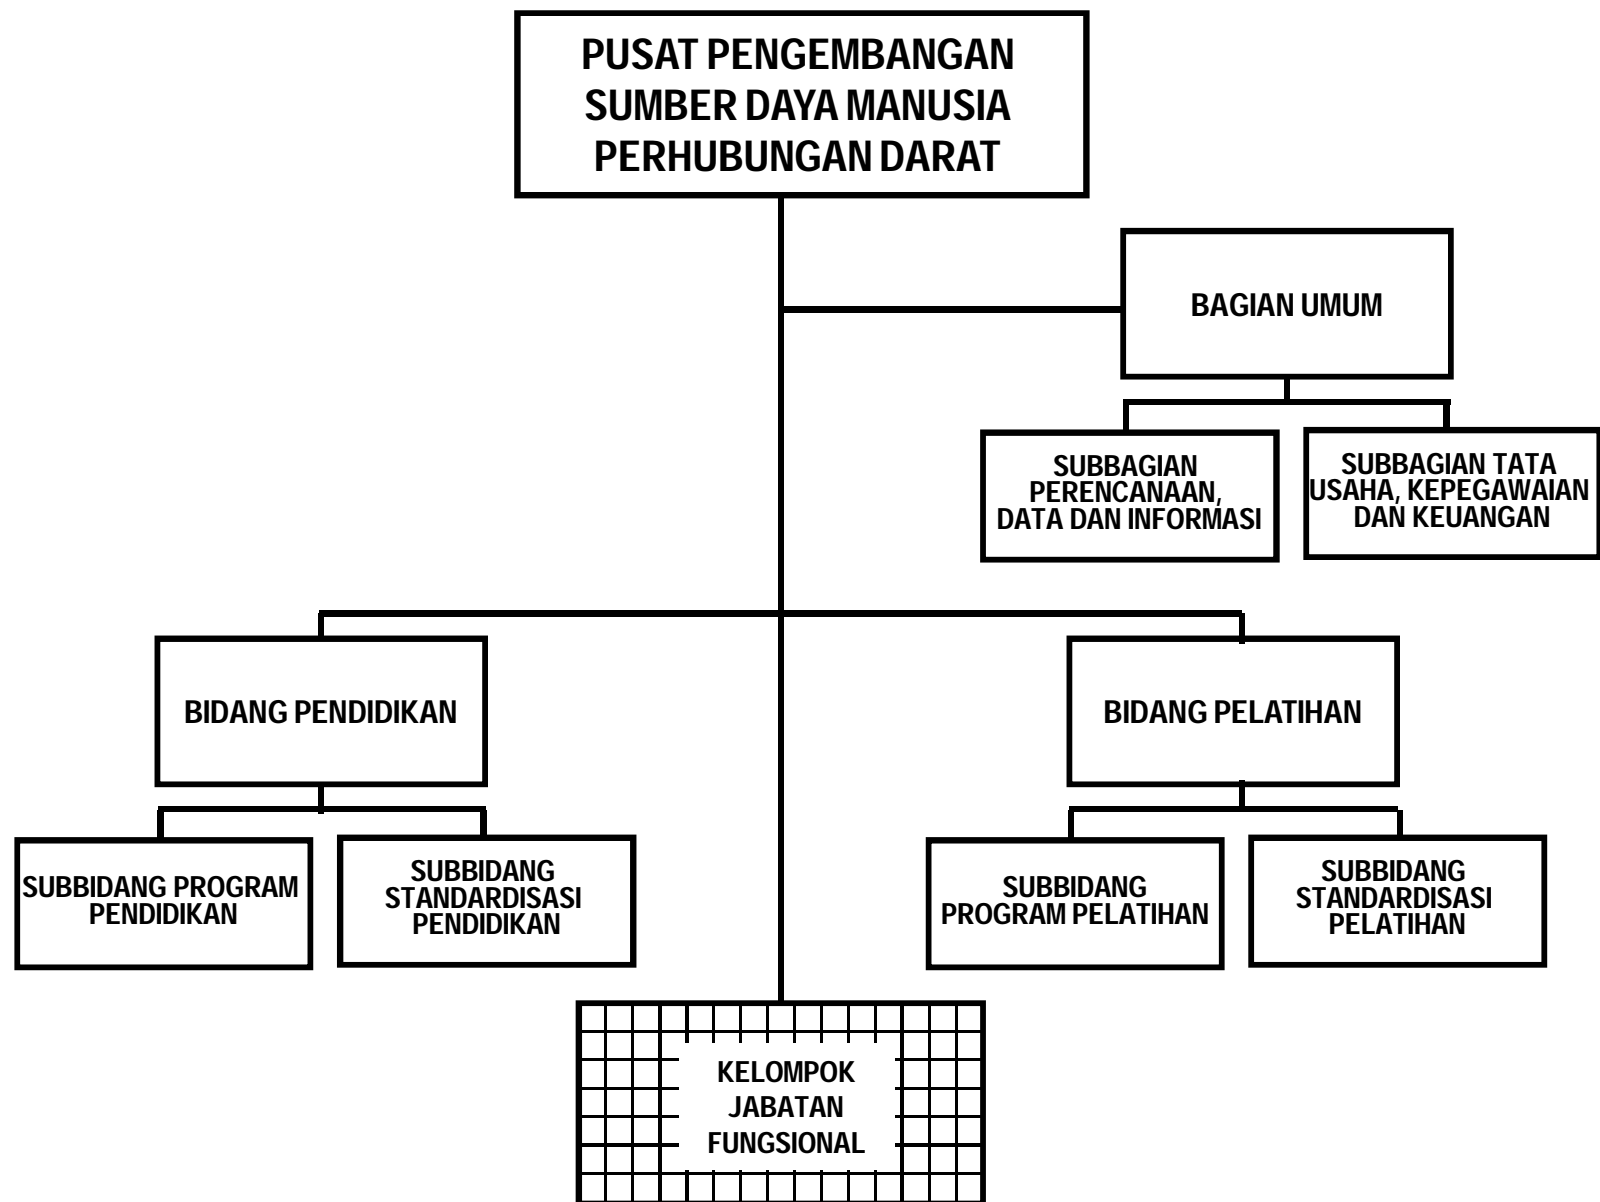 PUSAT PENGEMBANGAN
SUMBER DAYA MANUSIA
PERHUBUNGAN DARAT
BAGIAN UMUM
SUBBAGIAN
PERENCANAAN,
DATA DAN INFORMASI
SUBBAGIAN TATA
USAHA, KEPEGAWAIAN
DAN KEUANGAN
BIDANG PENDIDIKAN
BIDANG PELATIHAN
SUBBIDANG PROGRAM
PENDIDIKAN
SUBBIDANG
STANDARDISASI
PENDIDIKAN
SUBBIDANG
PROGRAM PELATIHAN
SUBBIDANG
STANDARDISASI
PELATIHAN
KELOMPOK
JABATAN
FUNGSIONAL